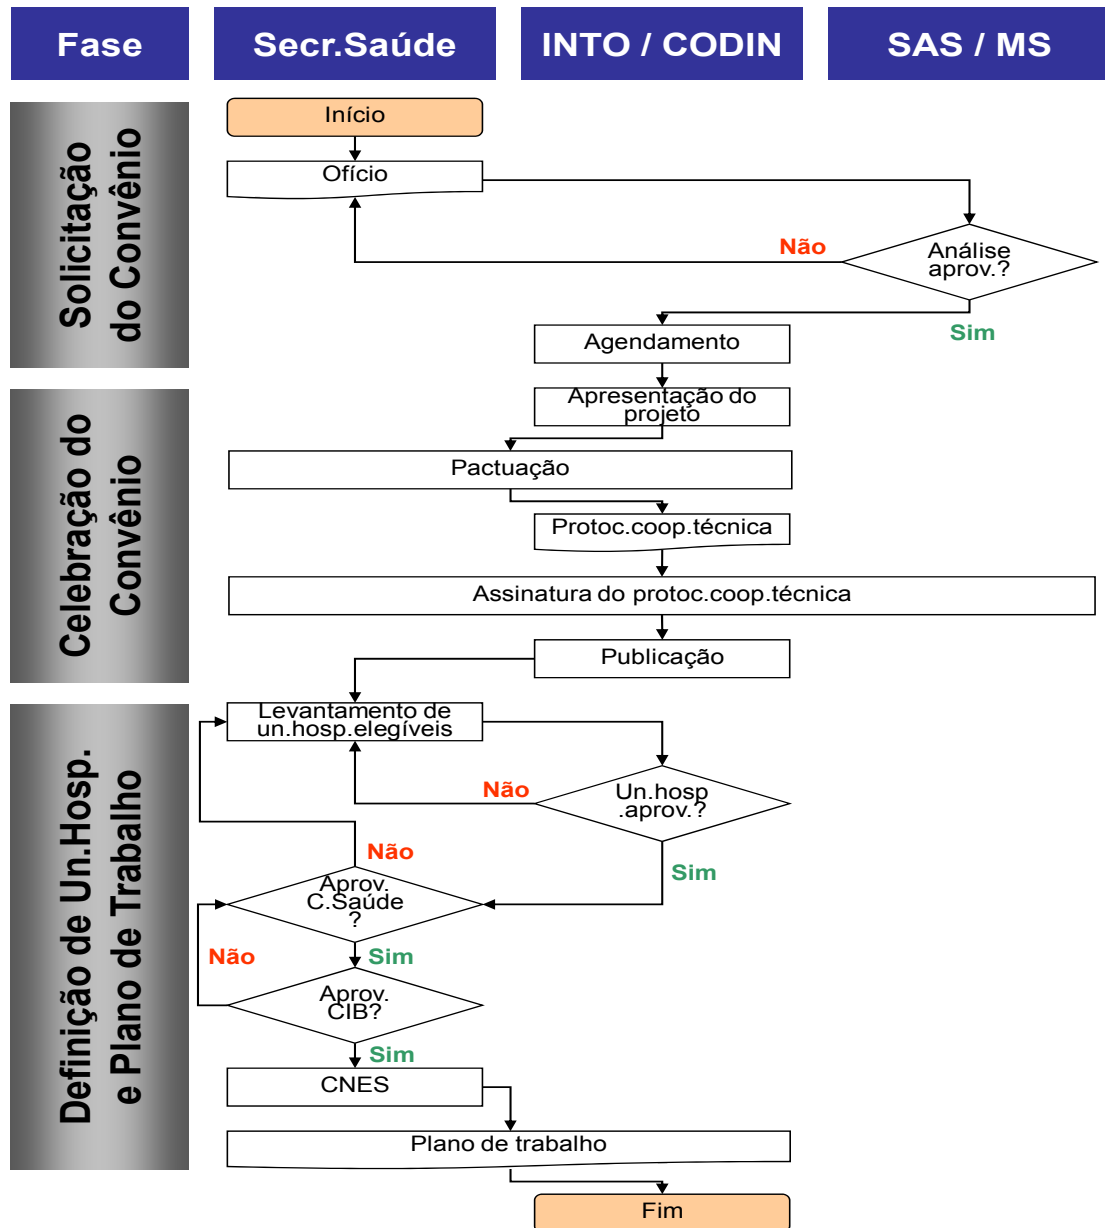 Fase
Secr.Saúde
INTO / CODIN
SAS / MS
Solicitação
do Convênio
Início
Ofício
Não
Análise
aprov.?
Sim
Agendamento
Celebração do
Convênio
Apresentação do
projeto
Pactuação
Protoc.coop.técnica
Assinatura do protoc.coop.técnica
Publicação
Definição de Un.Hosp.
e Plano de Trabalho
Levantamento de
un.hosp.elegíveis
Não
Un.hosp
.aprov.?
Não
Sim
Aprov.
C.Saúde
?
Não
Sim
Aprov.
CIB?
Sim
CNES
Plano de trabalho
Fim